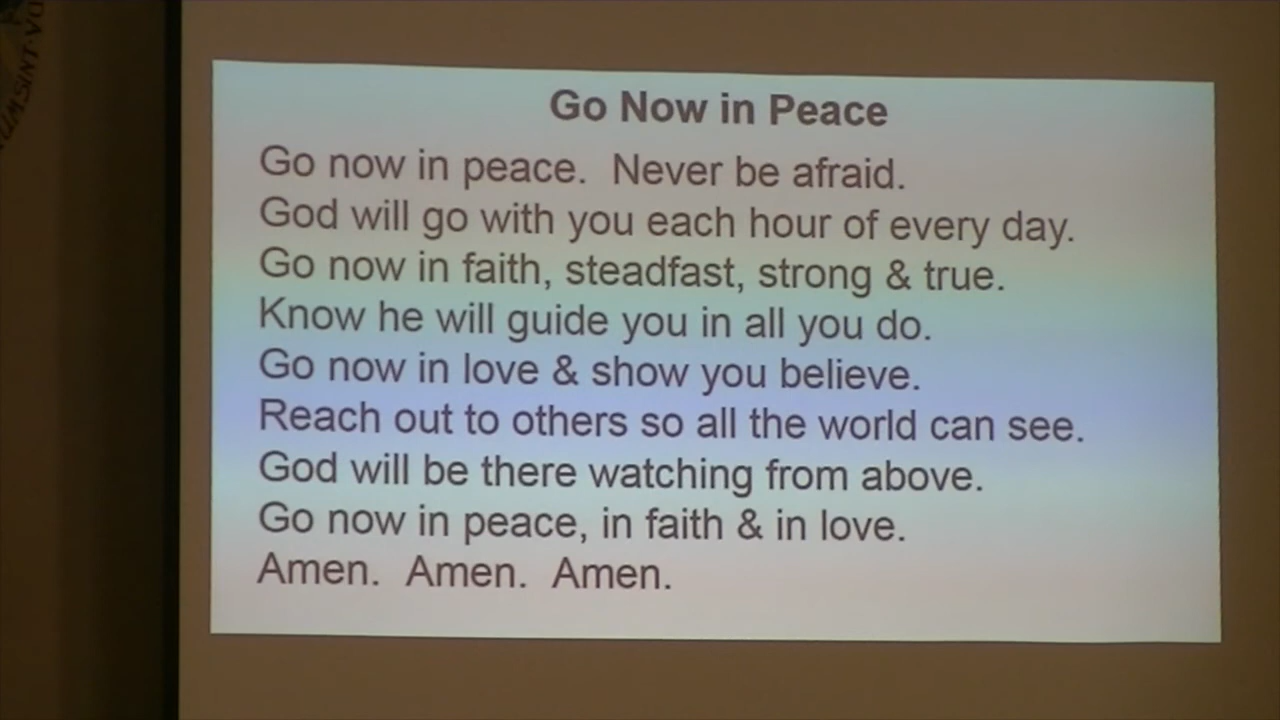 Go Now in Peace
Go now in peace.  Never be afraid.
God will go with you each hour of every day.
Go now in faith, steadfast, strong & true.
Know he will guide you in all you do.
Go now in love & show you believe.
Reach out to others so all the world can see.
God will be there watching from above.
Go now in peace, in faith & in love.
Amen.  Amen.  Amen.